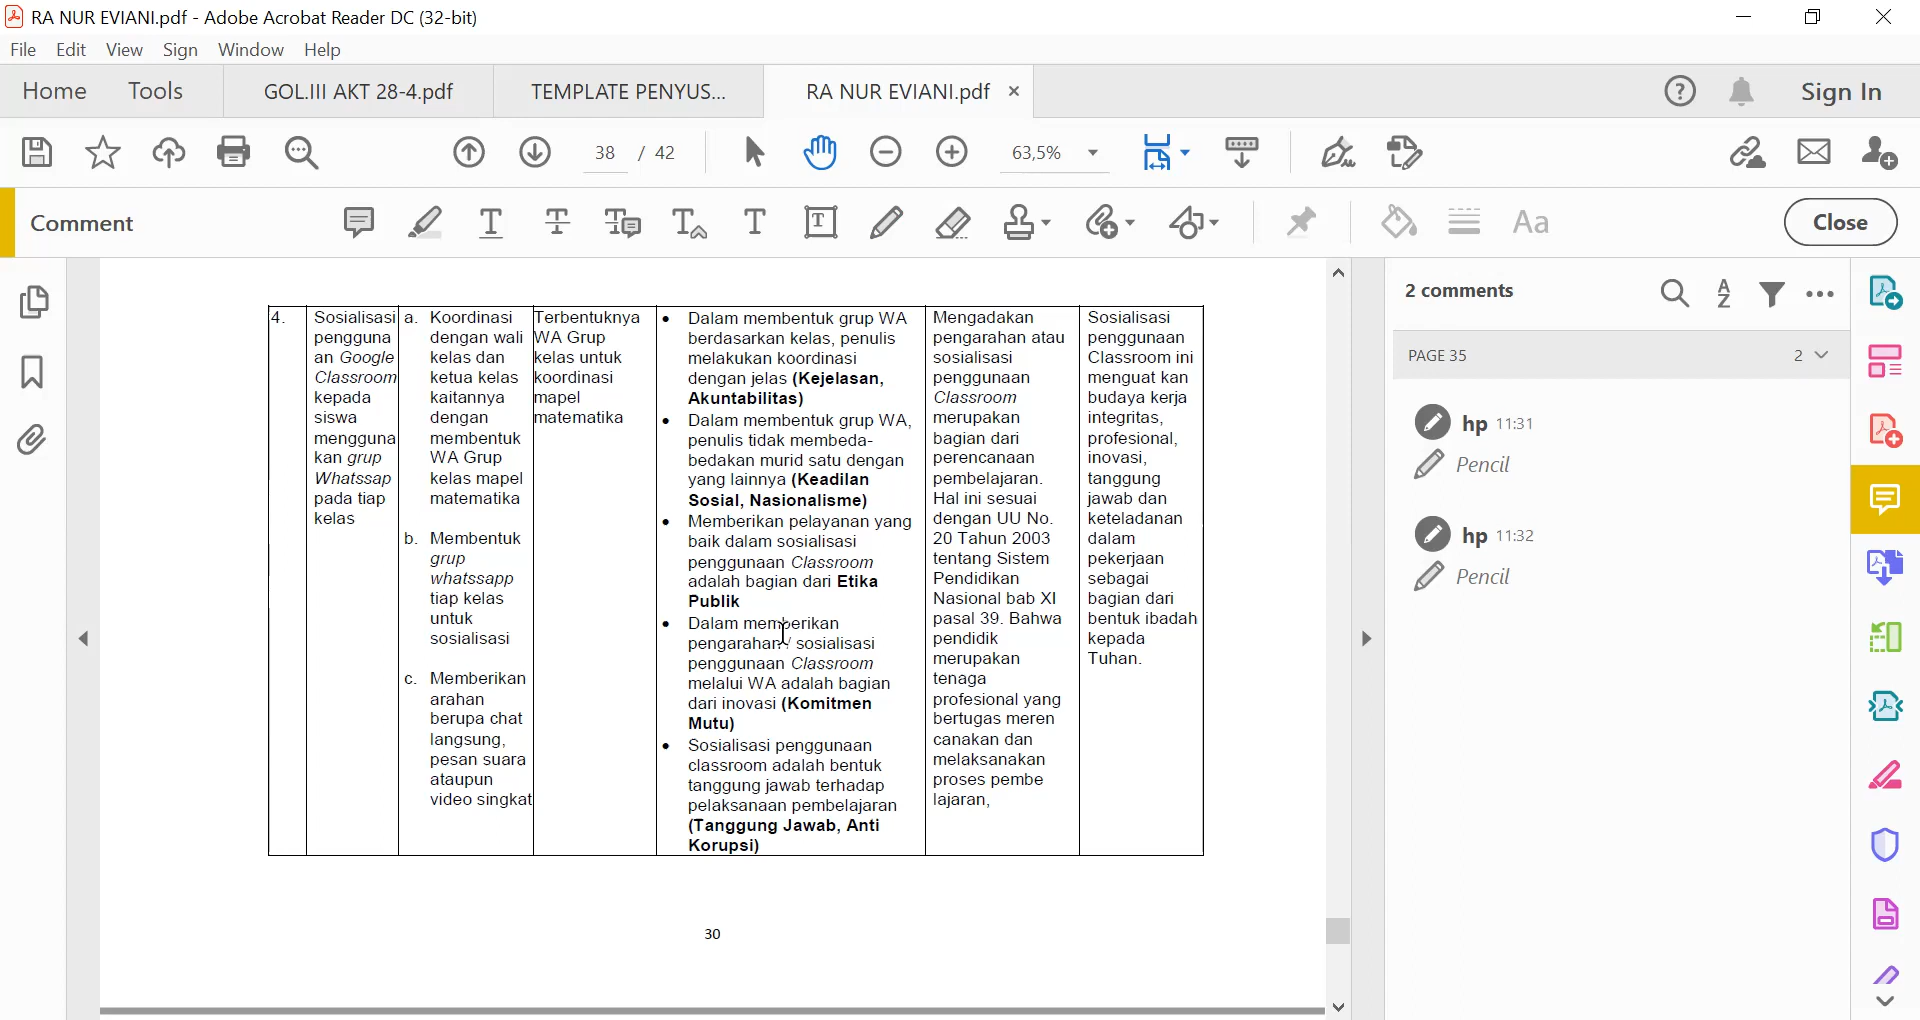 RA NUR EVIANI.pdf - Adobe Acrobat Reader DC (32-bit)
File Edit View Sign Window Help
Home Tools GOL.III AKT 28-4.pdf TEMPLATE PENYUS... RA NUR EVIANI.pdf × Sign In
38 / 42 63,5%
Comment Aa Close
4.
Sosialisasi
pengguna
an Google
Classroom
kepada
siswa
mengguna
kan grup
Whatssap
pada tiap
kelas
a. Koordinasi
dengan wali
kelas dan
ketua kelas
kaitannya
dengan
membentuk
WA Grup
kelas mapel
matematika
b. Membentuk
grup
whatssapp
tiap kelas
untuk
sosialisasi
c. Memberikan
arahan
berupa chat
langsung,
pesan suara
ataupun
video singkat
Terbentuknya
WA Grup
kelas untuk
koordinasi
mapel
matematika
• Dalam membentuk grup WA
berdasarkan kelas, penulis
melakukan koordinasi
dengan jelas (Kejelasan,
Akuntabilitas)
• Dalam membentuk grup WA,
penulis tidak membeda-
bedakan murid satu dengan
yang lainnya (Keadilan
Sosial, Nasionalisme)
• Memberikan pelayanan yang
baik dalam sosialisasi
penggunaan Classroom
adalah bagian dari Etika
Publik
• Dalam memberikan
pengarahan / sosialisasi
penggunaan Classroom
melalui WA adalah bagian
dari inovasi (Komitmen
Mutu)
• Sosialisasi penggunaan
classroom adalah bentuk
tanggung jawab terhadap
pelaksanaan pembelajaran
(Tanggung Jawab, Anti
Korupsi)
Mengadakan
pengarahan atau
sosialisasi
penggunaan
Classroom
merupakan
bagian dari
perencanaan
pembelajaran.
Hal ini sesuai
dengan UU No.
20 Tahun 2003
tentang Sistem
Pendidikan
Nasional bab XI
pasal 39. Bahwa
pendidik
merupakan
tenaga
profesional yang
bertugas meren
canakan dan
melaksanakan
proses pembe
lajaran,
Sosialisasi
penggunaan
Classroom ini
menguat kan
budaya kerja
integritas,
profesional,
inovasi,
tanggung
jawab dan
keteladanan
dalam
pekerjaan
sebagai
bagian dari
bentuk ibadah
kepada
Tuhan.
30
2 comments
PAGE 35 2
hp 11:31
Pencil
hp 11:32
Pencil